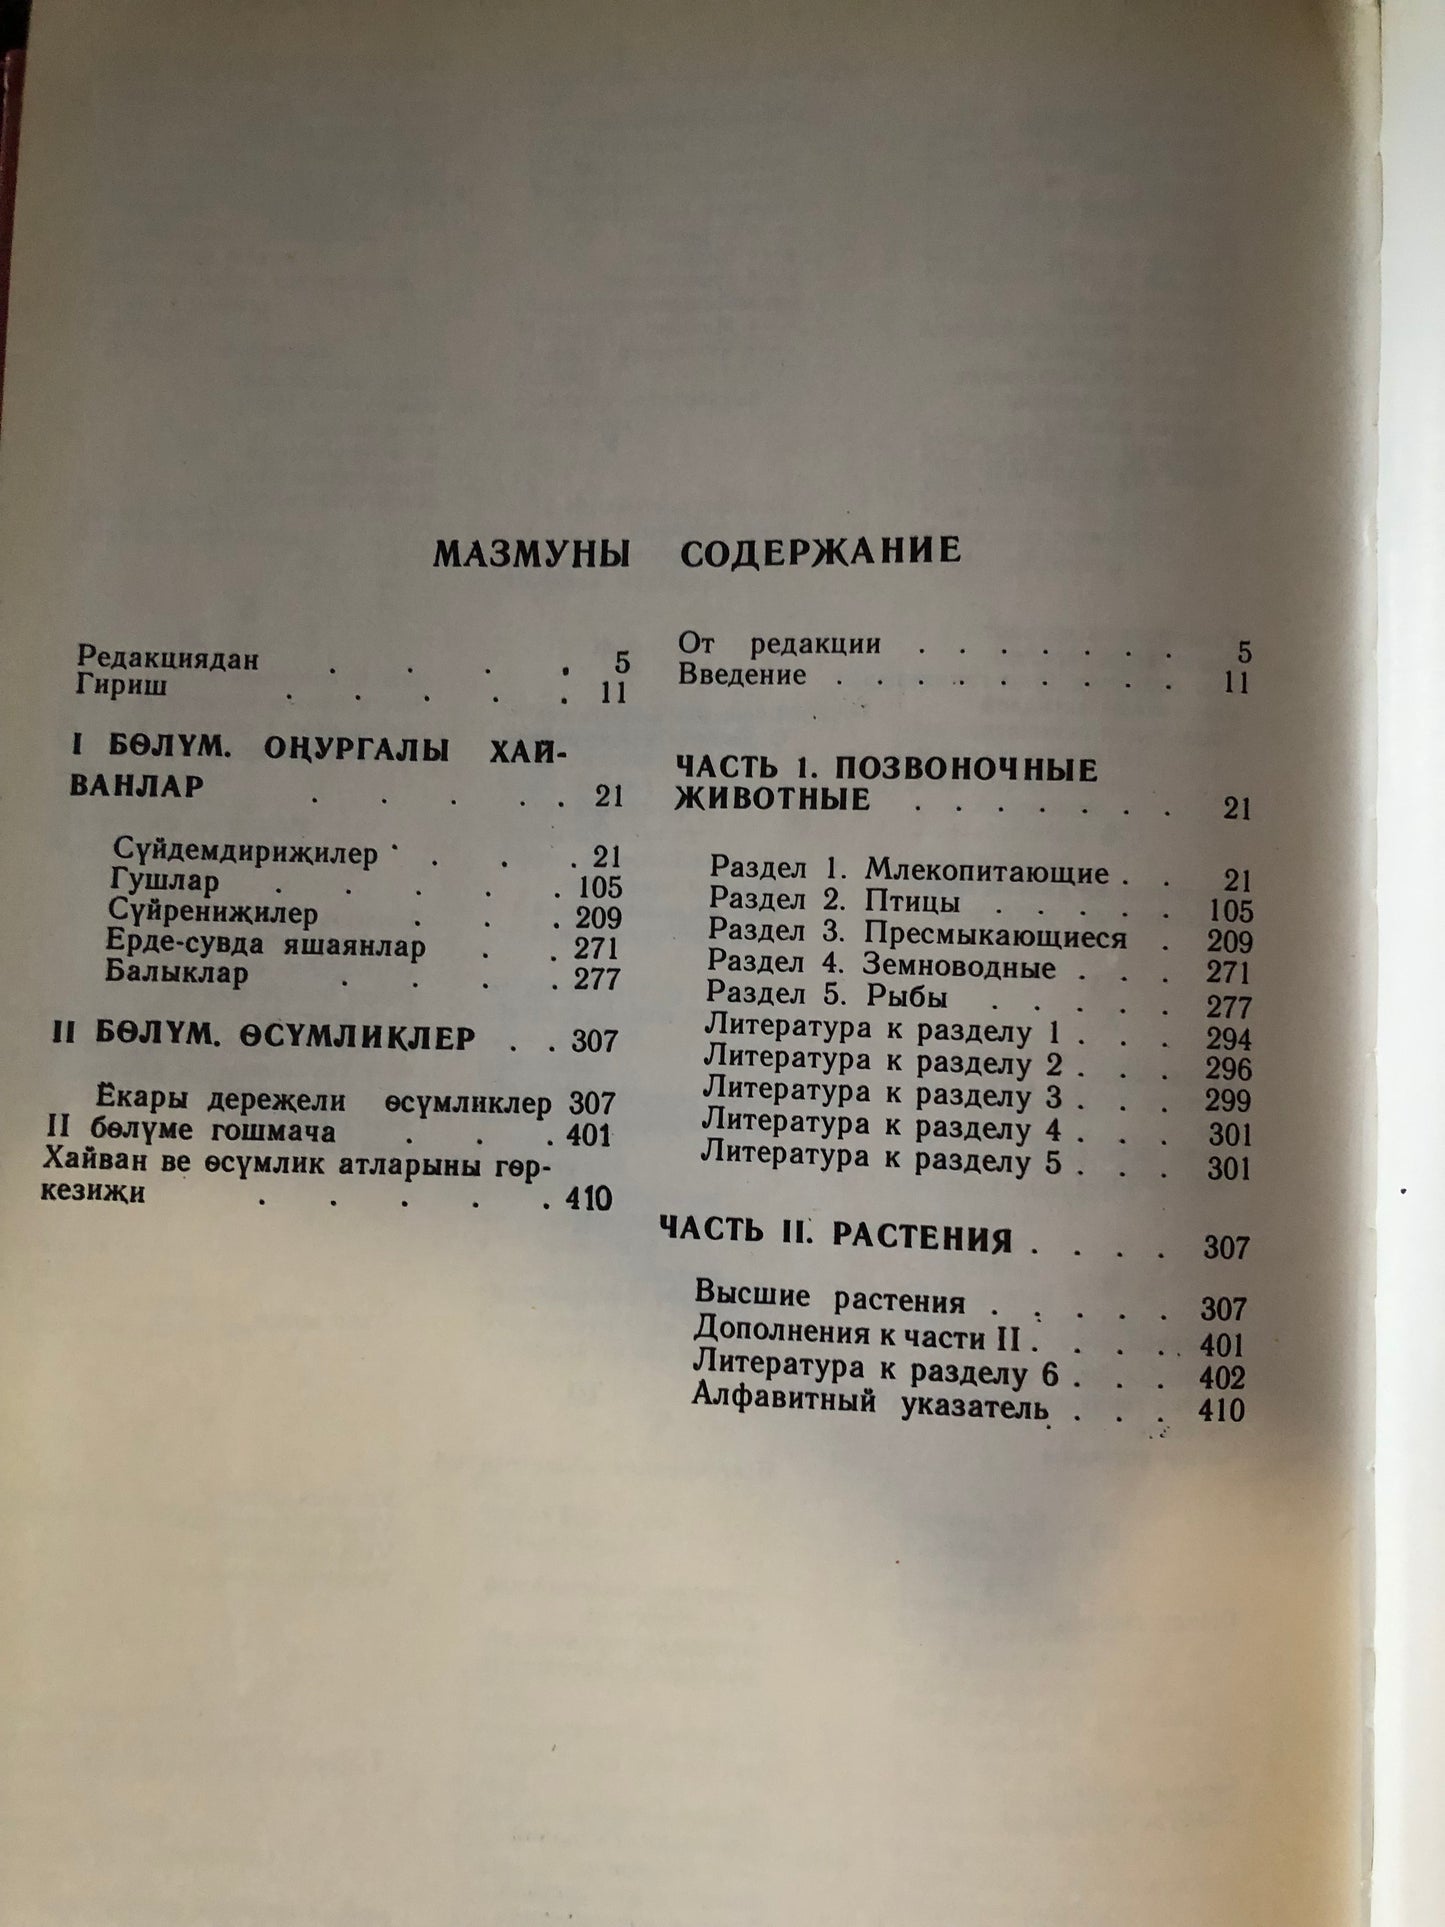 МАЗМУНЫ СОДЕРЖАНИЕ
Редакциядан . . . . 5
Гириш . . . . . 11
I БӨЛҮМ. ОҢУРГАЛЫ ХАЙ-
ВАНЛАР . . . . . 21
Сүйдемдирижилер . . . 21
Гушлар . . . . . 105
Сүйренижилер . . . 209
Ерде-сувда яшаянлар . . 271
Балыклар . . . . 277
II БӨЛҮМ. ӨСҮМЛИКЛЕР . . 307
Ёкары дережели өсүмликлер 307
II бөлүме гошмача . . . 401
Хайван ве өсүмлик атларыны гөр-
кезижи . . . . . 410
От редакции . . . . . . . 5
Введение . . . . . . . . . 11
ЧАСТЬ I. ПОЗВОНОЧНЫЕ
ЖИВОТНЫЕ . . . . . . . 21
Раздел 1. Млекопитающие . . 21
Раздел 2. Птицы . . . . . 105
Раздел 3. Пресмыкающиеся . 209
Раздел 4. Земноводные . . . 271
Раздел 5. Рыбы . . . . . 277
Литература к разделу 1 . . . 294
Литература к разделу 2 . . . 296
Литература к разделу 3 . . . 299
Литература к разделу 4 . . . 301
Литература к разделу 5 . . . 301
ЧАСТЬ II. РАСТЕНИЯ . . . . 307
Высшие растения . . . . . 307
Дополнения к части II . . . . 401
Литература к разделу 6 . . . 402
Алфавитный указатель . . . 410